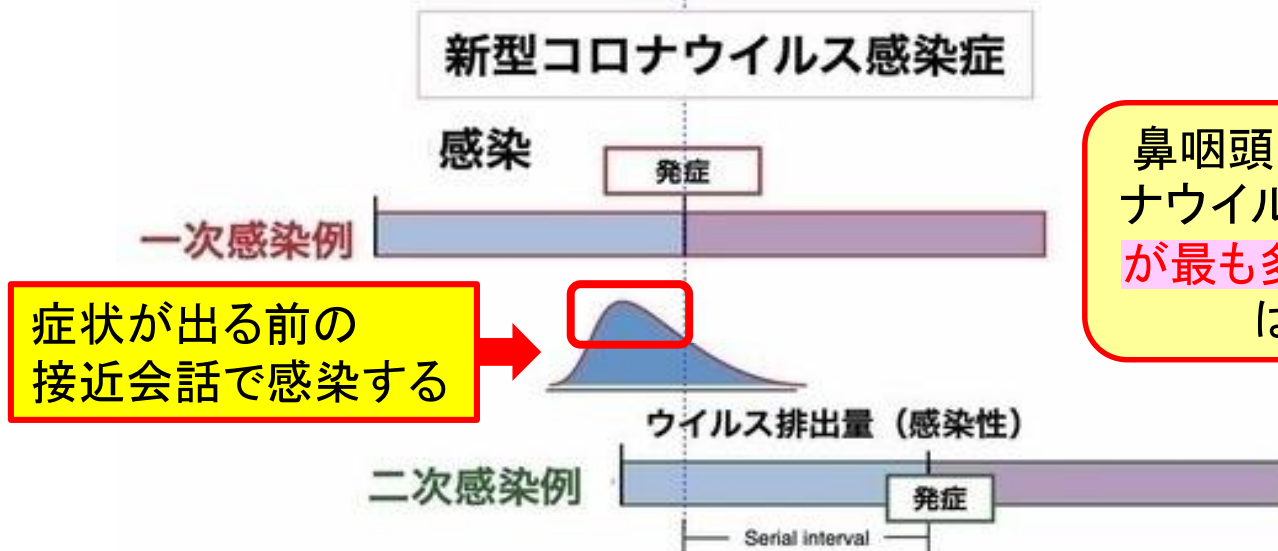 新型コロナウイルス感染症
感染
発症
一次感染例
鼻咽頭
ナウイル
が最も多
は
症状が出る前の
接近会話で感染する
ウイルス排出量（感染性）
二次感染例
発症
Serial interval